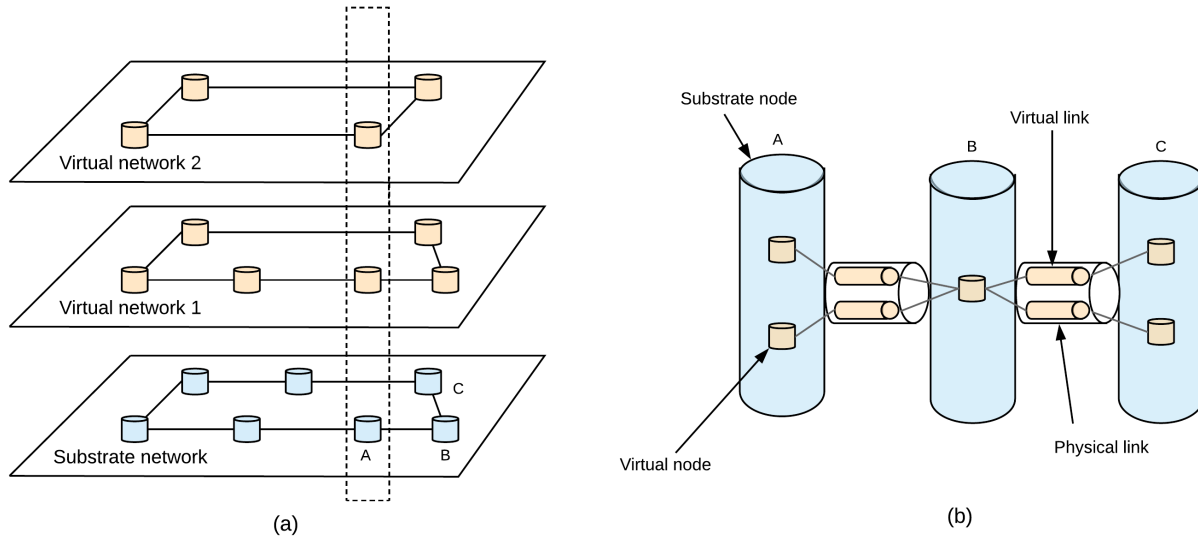 Virtual network 2
Virtual network 1
C
A
B
Substrate network
(a)
Substrate node
Virtual link
A
B
C
Virtual node
Physical link
(b)